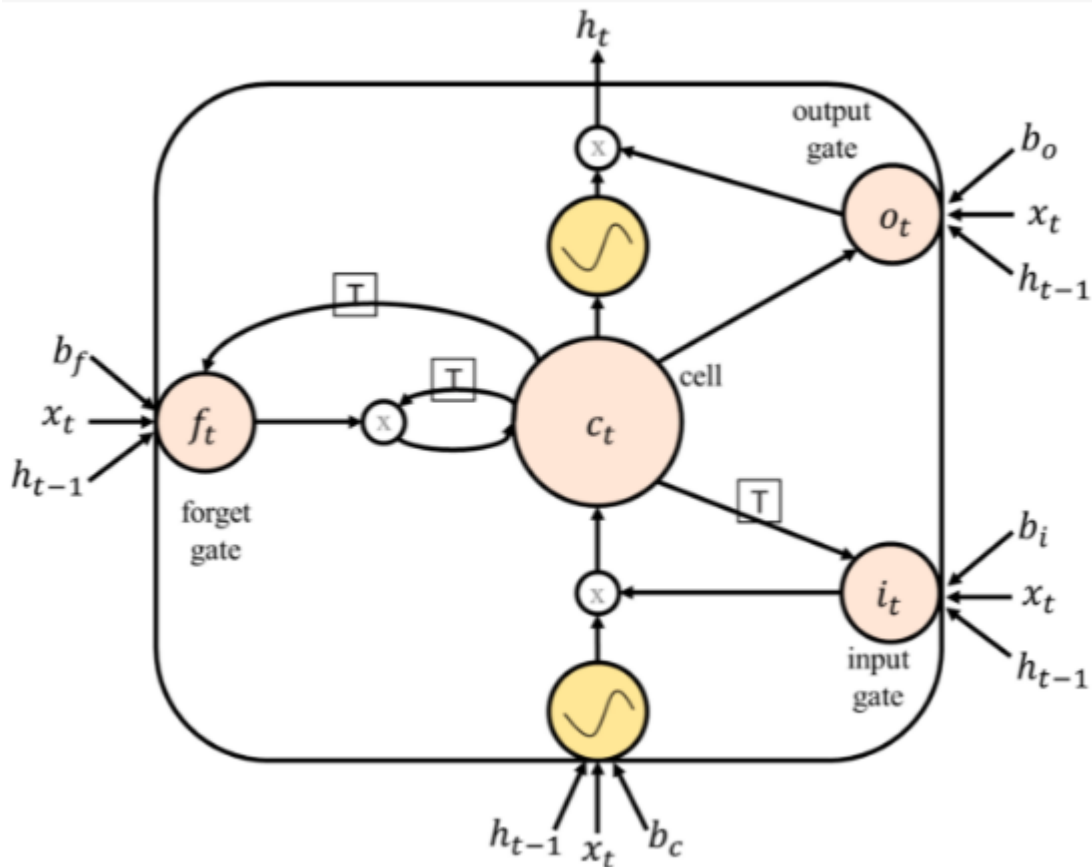 h_t
output
gate
b_o
o_t
x_t
h_{t-1}
x
T
b_f
x_t
h_{t-1}
f_t
forget
gate
x
T
c_t
cell
T
b_i
x_t
h_{t-1}
i_t
input
gate
x
h_{t-1}
x_t
b_c